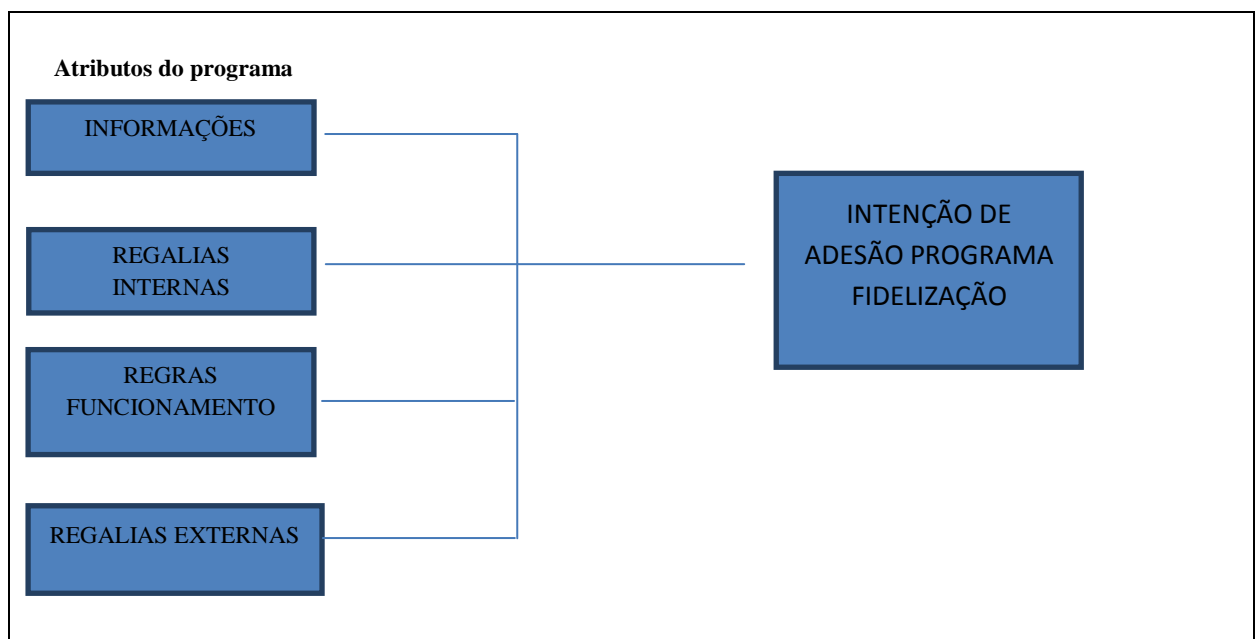 Atributos do programa
INFORMAÇÕES
REGALIAS
INTERNAS
REGRAS
FUNCIONAMENTO
REGALIAS EXTERNAS
INTENÇÃO DE
ADESÃO PROGRAMA
FIDELIZAÇÃO